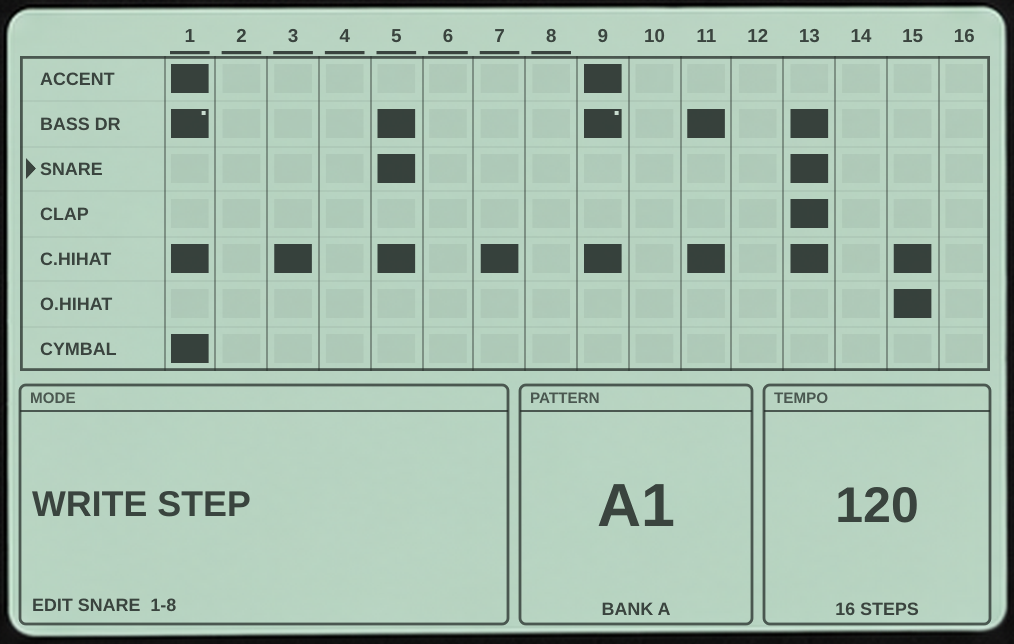 1 2 3 4 5 6 7 8 9 10 11 12 13 14 15 16
ACCENT
BASS DR
SNARE
CLAP
C.HIHAT
O.HIHAT
CYMBAL
MODE
WRITE STEP
EDIT SNARE 1-8
PATTERN
A1
BANK A
TEMPO
120
16 STEPS